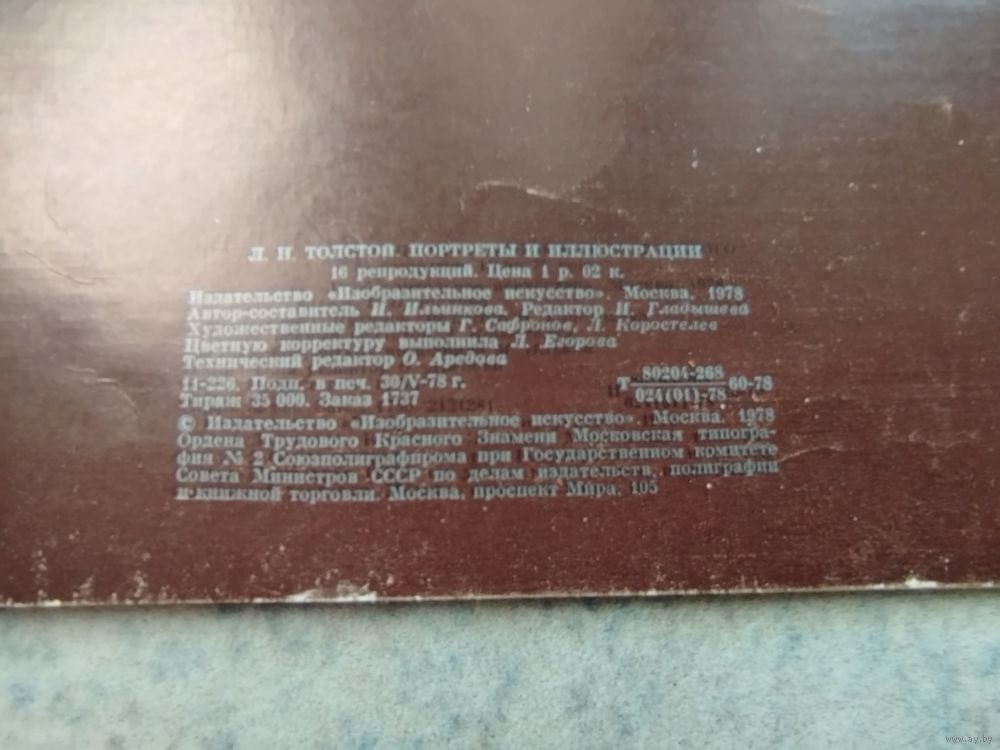 Л. Н. ТОЛСТОЙ. ПОРТРЕТЫ И ИЛЛЮСТРАЦИИ
16 репродукций. Цена 1 р. 02 к.
Издательство «Изобразительное искусство». Москва. 1978
Автор-составитель И. Ильинкова. Редактор И. Гладышева
Художественные редакторы Г. Сафронов, Л. Коростелев
Цветную корректуру выполнила Л. Егорова
Технический редактор О. Аредова
11-226. Подп. в печ. 30/V-78 г.
Тираж 35 000. Заказ 1737
Т 80204-268 / 024(01)-78 60-78
© Издательство «Изобразительное искусство». Москва. 1978
Ордена Трудового Красного Знамени Московская типогра-
фия № 2 Союзполиграфпрома при Государственном комитете
Совета Министров СССР по делам издательств, полиграфии
и книжной торговли. Москва, проспект Мира, 105
www.ay.by